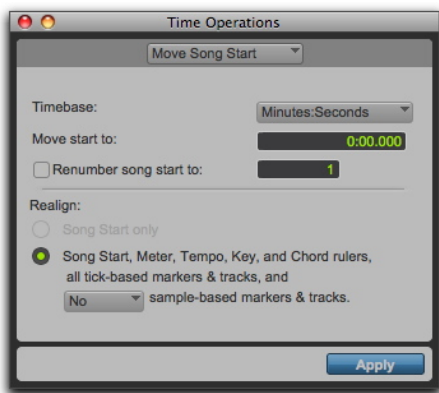 Time Operations
Move Song Start
Timebase: Minutes:Seconds
Move start to: 0:00.000
Renumber song start to: 1
Realign:
Song Start only
Song Start, Meter, Tempo, Key, and Chord rulers,
all tick-based markers & tracks, and
No sample-based markers & tracks.
Apply